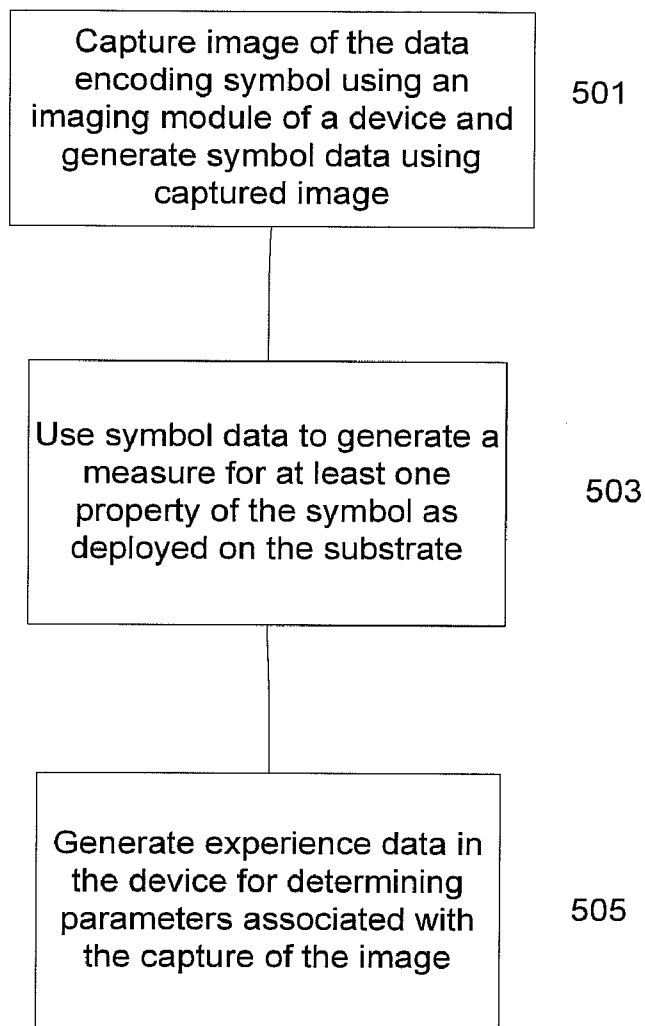 Capture image of the data
encoding symbol using an
imaging module of a device and
generate symbol data using
captured image
501
Use symbol data to generate a
measure for at least one
property of the symbol as
deployed on the substrate
503
Generate experience data in
the device for determining
parameters associated with
the capture of the image
505